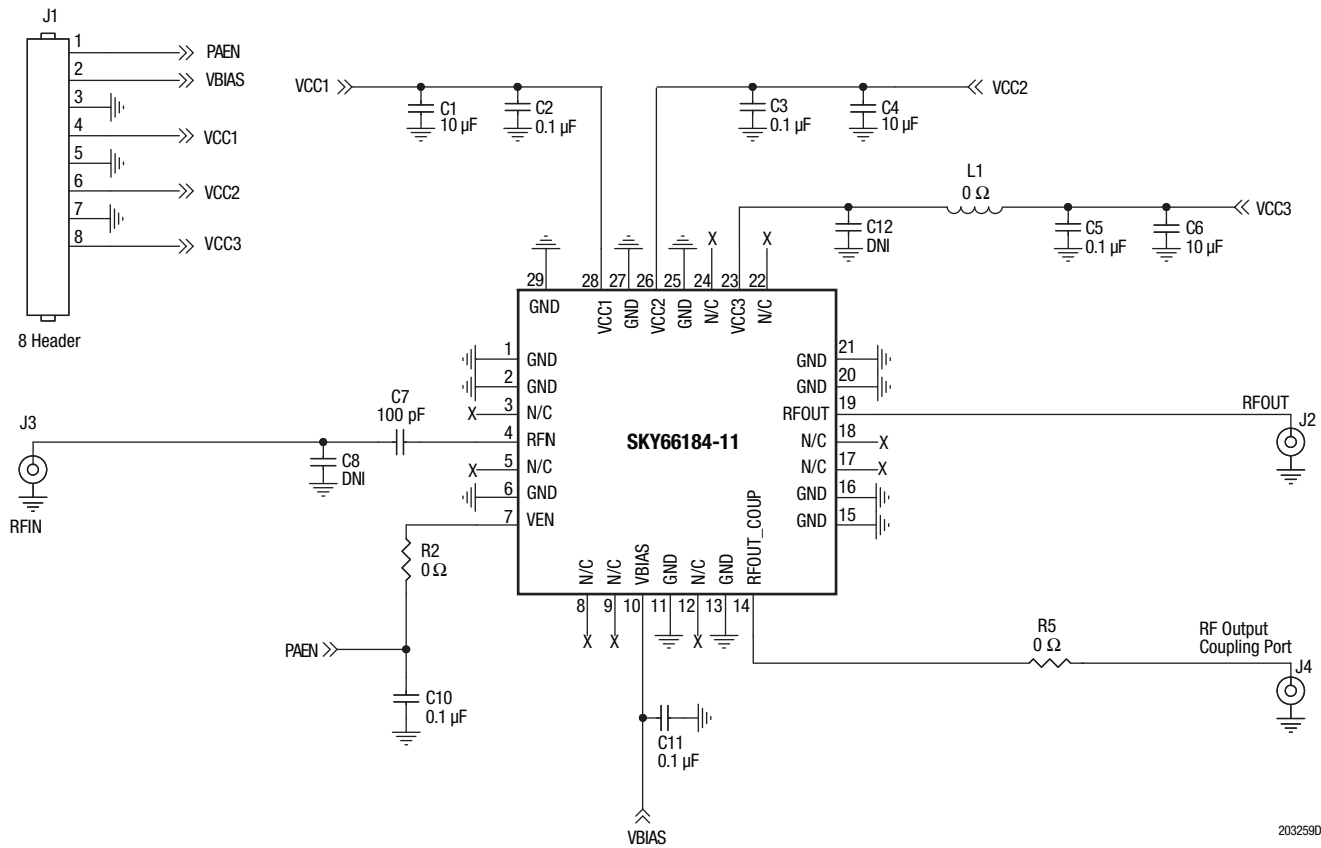 J1
1
PAEN
2
VBIAS
3
4
VCC1
5
6
VCC2
7
8
VCC3
8 Header
VCC1
C1
10 µF
C2
0.1 µF
C3
0.1 µF
C4
10 µF
VCC2
L1
0 Ω
C12
DNI
C5
0.1 µF
C6
10 µF
VCC3
X
X
29
28
27
26
25
24
23
22
GND
VCC1
GND
VCC2
GND
N/C
VCC3
N/C
1
GND
2
GND
X
3
N/C
4
RFIN
X
5
N/C
6
GND
7
VEN
SKY66184-11
GND
21
GND
20
RFOUT
19
N/C
18
X
N/C
17
X
GND
16
GND
15
N/C
N/C
VBIAS
GND
N/C
GND
RFOUT_COUP
8
9
10
11
12
13
14
X
X
X
J3
RFIN
C8
DNI
C7
100 pF
RFOUT
J2
R2
0 Ω
PAEN
C10
0.1 µF
C11
0.1 µF
VBIAS
R5
0 Ω
RF Output
Coupling Port
J4
203259D